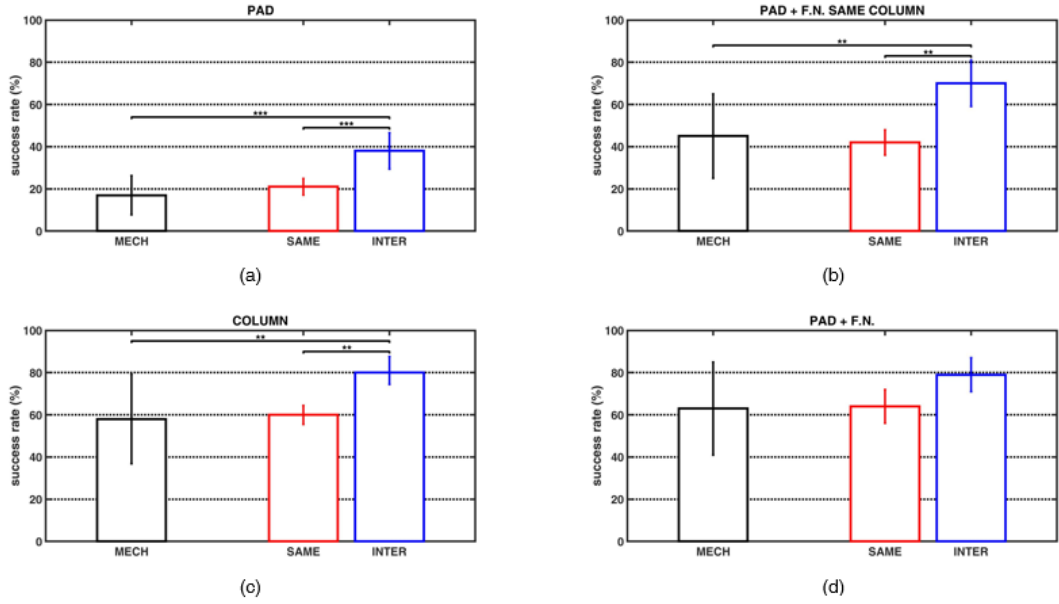 PAD
100
80
60
40
20
0
success rate (%)
***
***
MECH SAME INTER
(a)
PAD + F.N. SAME COLUMN
100
80
60
40
20
0
success rate (%)
**
**
MECH SAME INTER
(b)
COLUMN
100
80
60
40
20
0
success rate (%)
**
**
MECH SAME INTER
(c)
PAD + F.N.
100
80
60
40
20
0
success rate (%)
MECH SAME INTER
(d)